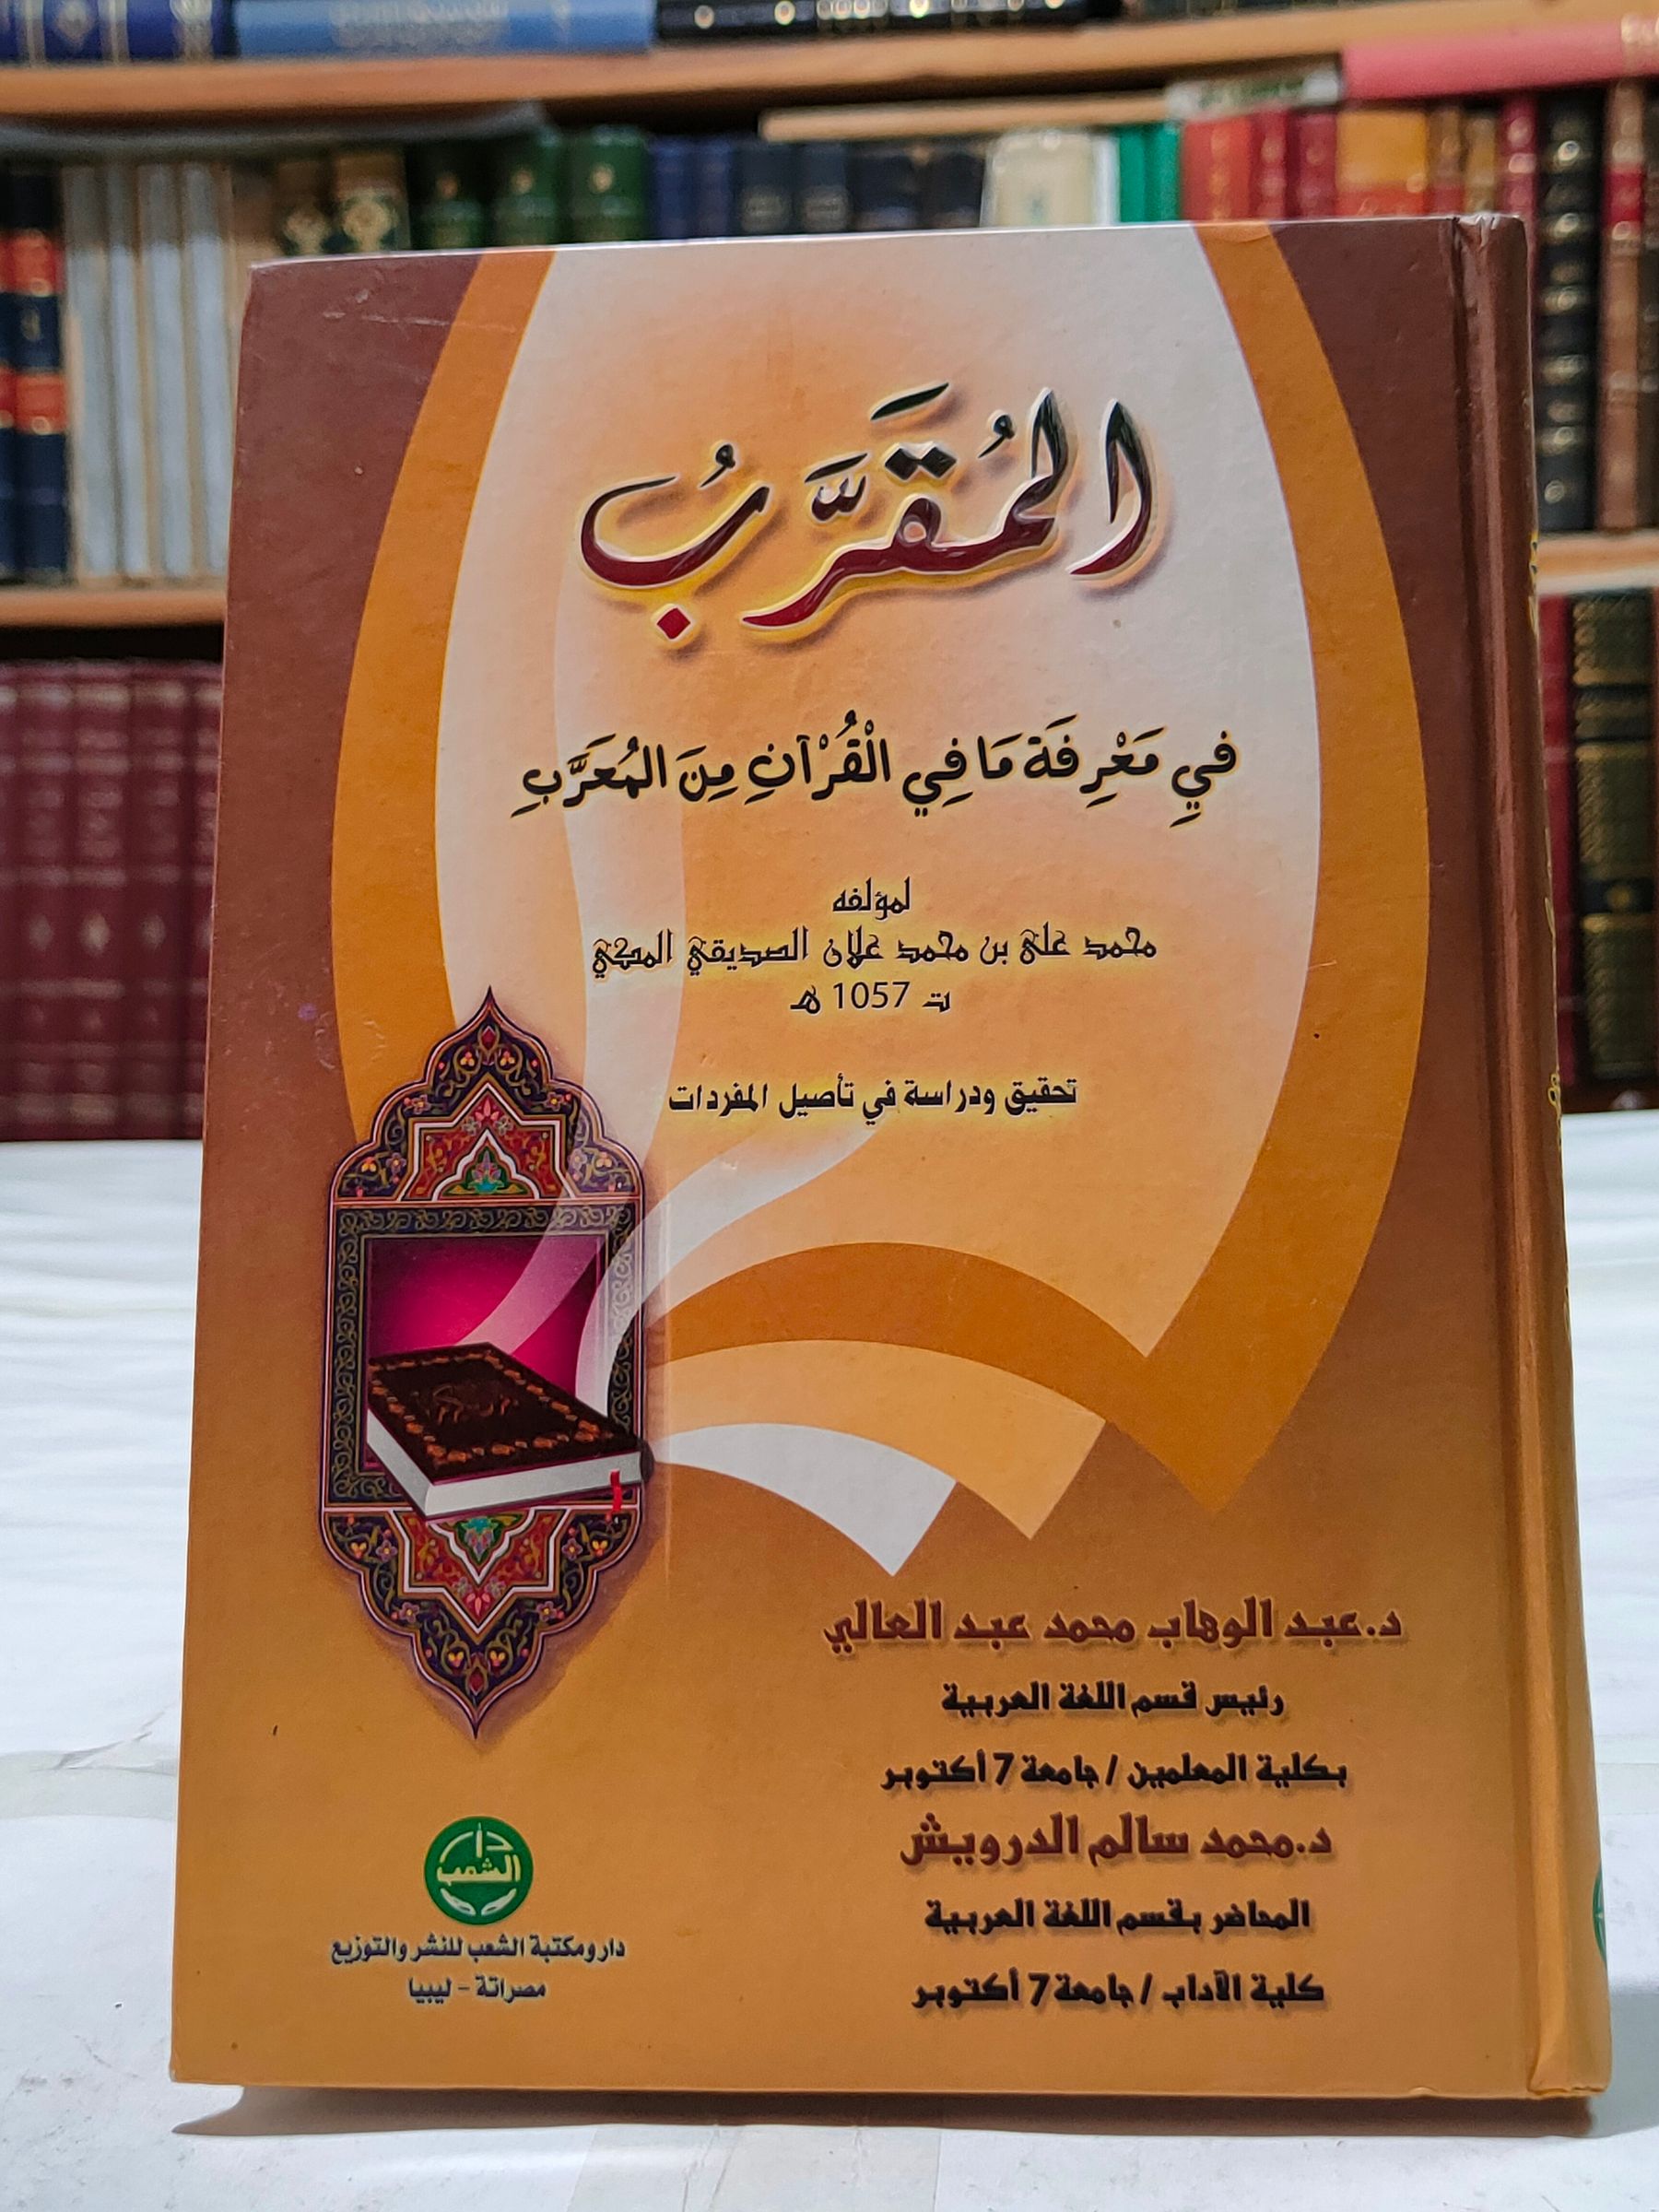 المُقَرَّبُ
في مَعْرِفَة مَا فِي الْقُرْآنِ مِنَ المُعَرَّبِ
لمؤلفه
محمد علي بن محمد علان الصديقي المكي
ت 1057 هـ
تحقيق ودراسة في تأصيل المفردات
د.عبد الوهاب محمد عبد العالي
رئيس قسم اللغة العربية
بكلية المعلمين / جامعة 7 أكتوبر
د.محمد سالم الدرويش
المحاضر بقسم اللغة العربية
كلية الآداب / جامعة 7 أكتوبر
دار
الشعب
دار ومكتبة الشعب للنشر والتوزيع
مصراتة - ليبيا